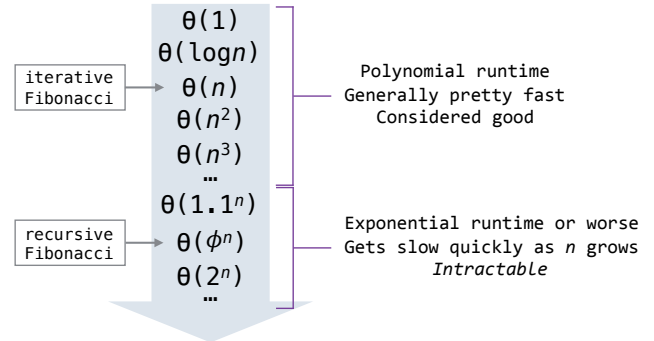 θ(1)
θ(logn)
iterative
Fibonacci
θ(n)
θ(n²)
θ(n³)
…
Polynomial runtime
Generally pretty fast
Considered good
θ(1.1ⁿ)
recursive
Fibonacci
θ(ϕⁿ)
θ(2ⁿ)
…
Exponential runtime or worse
Gets slow quickly as n grows
Intractable